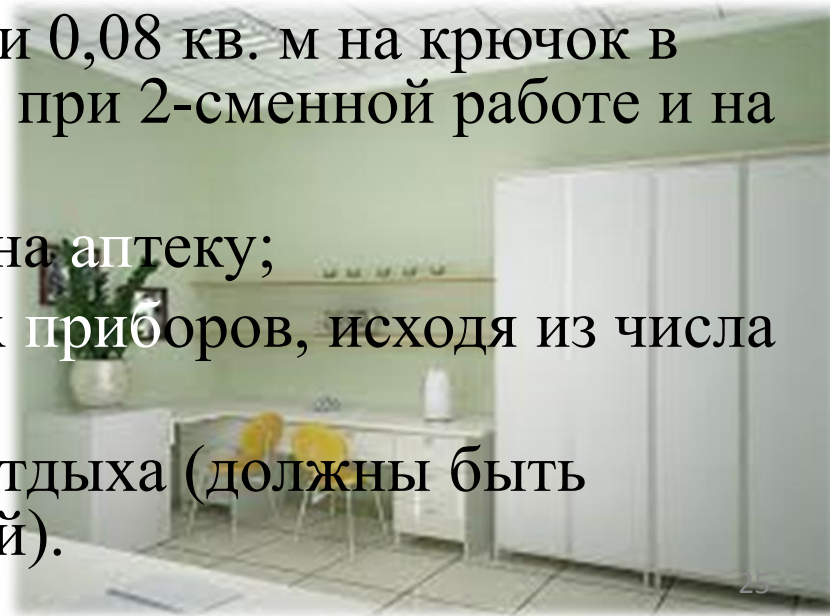 и 0,08 кв. м на крючок в
при 2-сменной работе и на
на аптеку;
х приборов, исходя из числа
тдыха (должны быть
й).
25